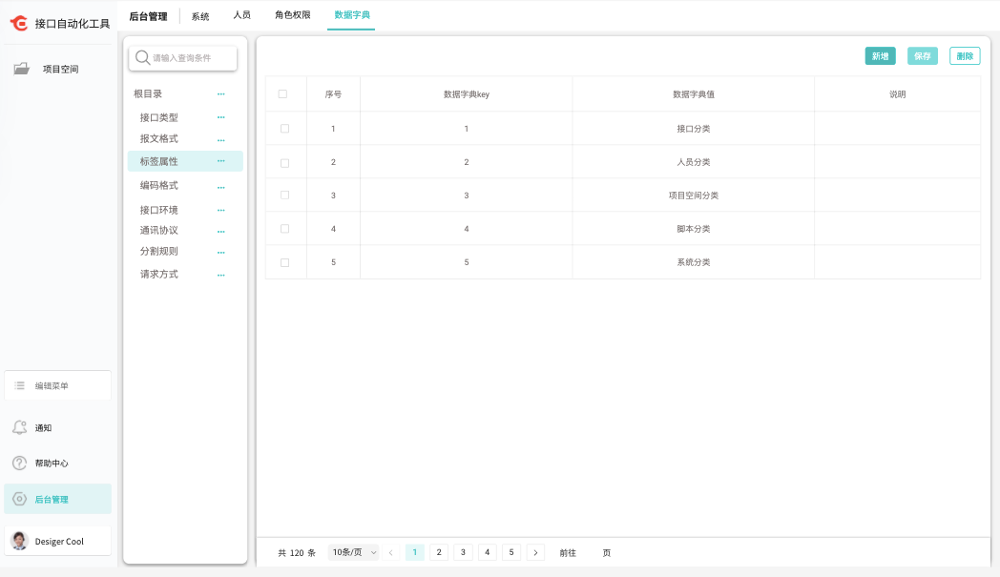 接口自动化工具
后台管理
系统
人员
角色权限
数据字典
项目空间
编辑菜单
通知
帮助中心
后台管理
Desiger Cool
请输入查询条件
根目录 ...
接口类型 ...
报文格式 ...
标签属性 ...
编码格式 ...
接口环境 ...
通讯协议 ...
分割规则 ...
请求方式 ...
新增 保存 删除
序号 数据字典key 数据字典值 说明
1 1 接口分类
2 2 人员分类
3 3 项目空间分类
4 4 脚本分类
5 5 系统分类
共 120 条 10条/页 < 1 2 3 4 5 > 前往 页